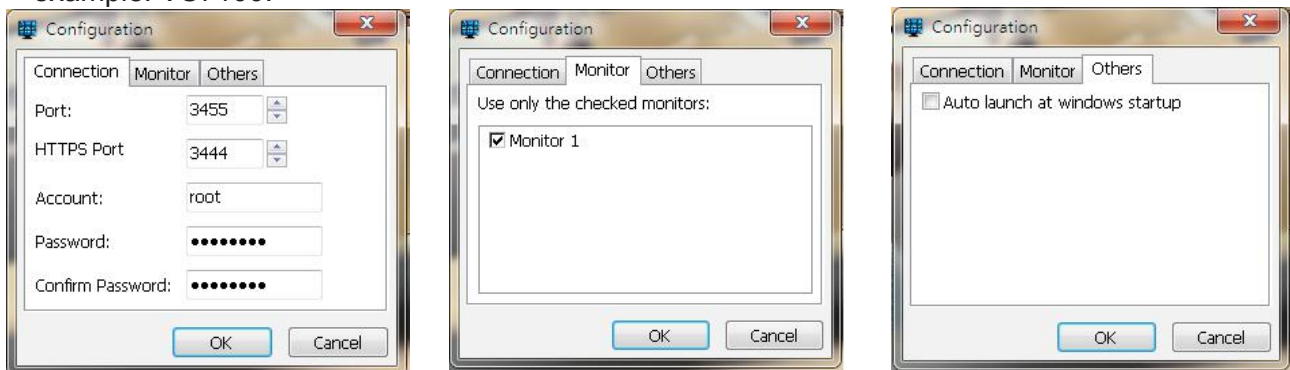 Configuration
Connection Monitor Others
Port: 3455
HTTPS Port 3444
Account: root
Password: ●●●●●●●●
Confirm Password: ●●●●●●●●
OK Cancel
Configuration
Connection Monitor Others
Use only the checked monitors:
Monitor 1
OK Cancel
Configuration
Connection Monitor Others
Auto launch at windows startup
OK Cancel